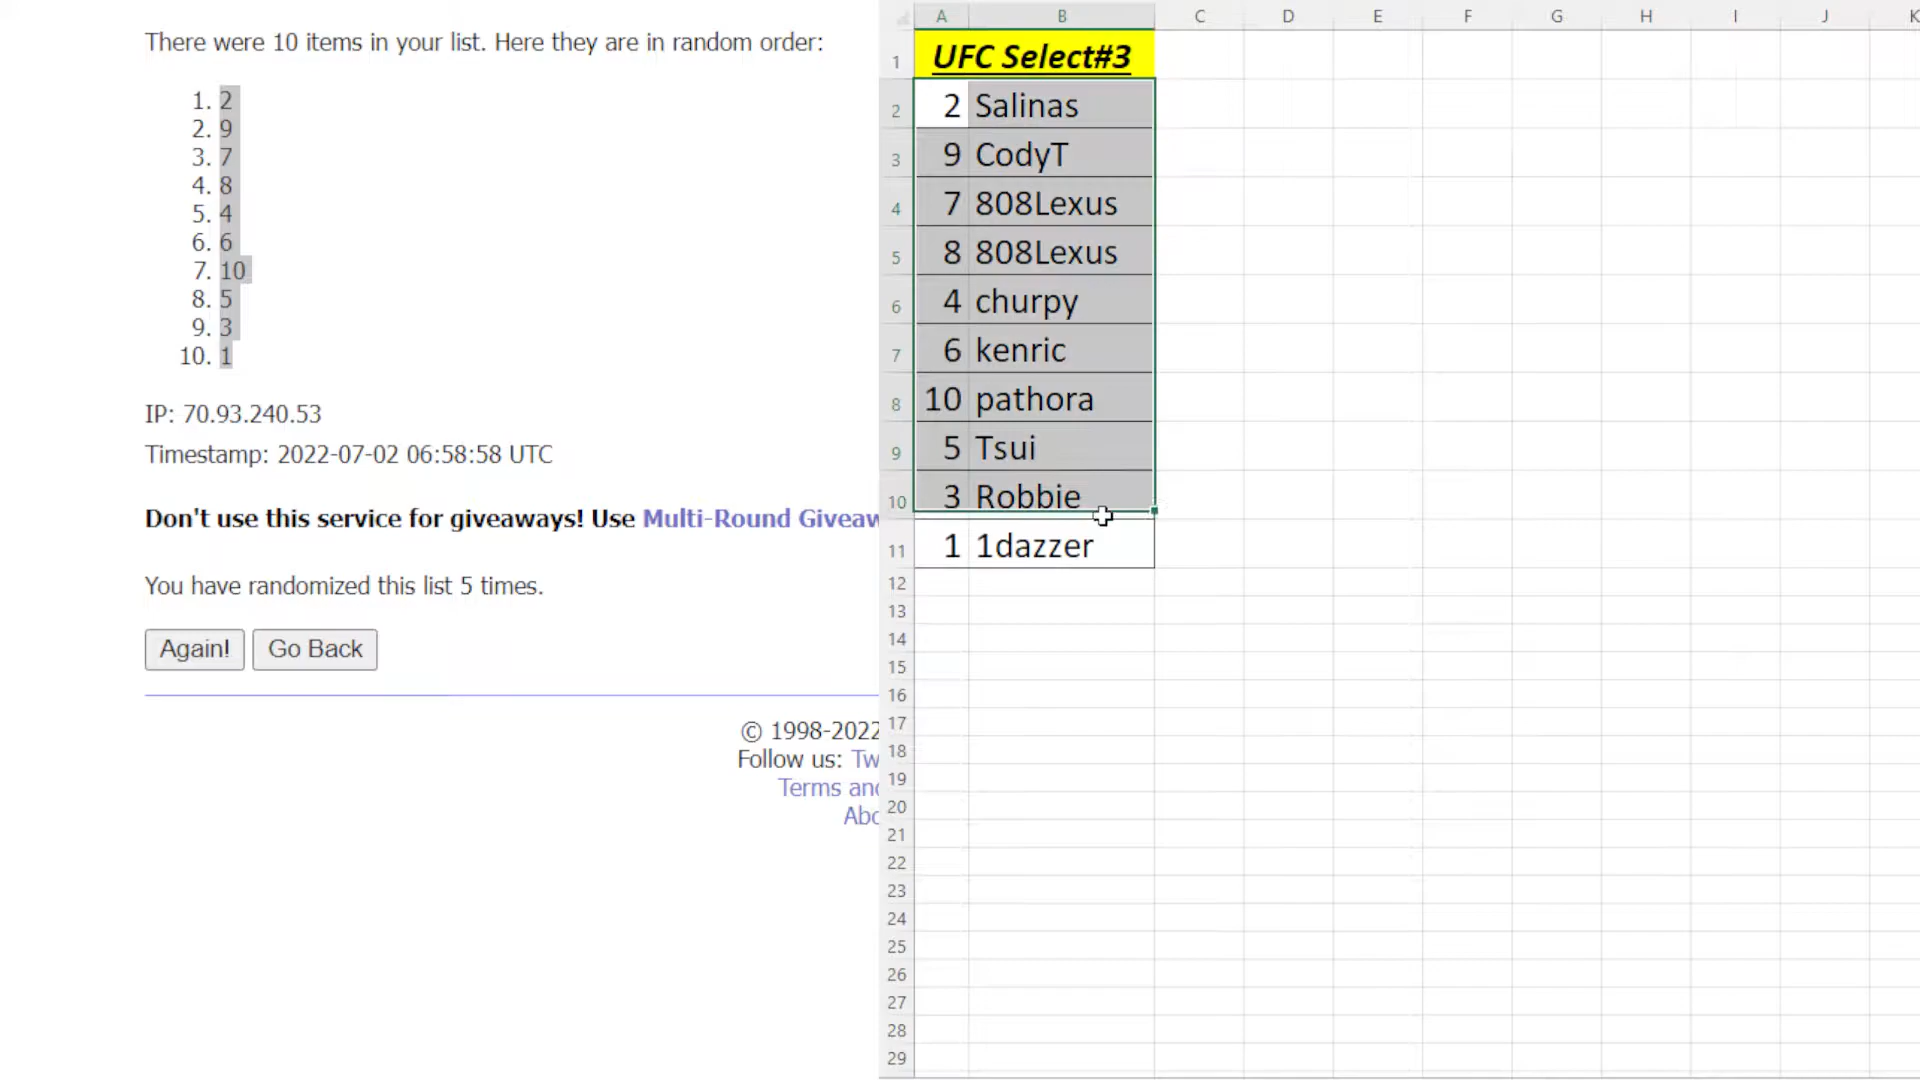 There were 10 items in your list. Here they are in random order:
1. 2
2. 9
3. 7
4. 8
5. 4
6. 6
7. 10
8. 5
9. 3
10. 1
IP: 70.93.240.53
Timestamp: 2022-07-02 06:58:58 UTC
Don't use this service for giveaways! Use Multi-Round Giveaw
You have randomized this list 5 times.
Again! Go Back
© 1998-2022
Follow us: Tw
Terms and
Abo
A B C D E F G H I J K
1 UFC Select#3
2 2 Salinas
3 9 CodyT
4 7 808Lexus
5 8 808Lexus
6 4 churpy
7 6 kenric
8 10 pathora
9 5 Tsui
10 3 Robbie
11 1 1dazzer
12
13
14
15
16
17
18
19
20
21
22
23
24
25
26
27
28
29